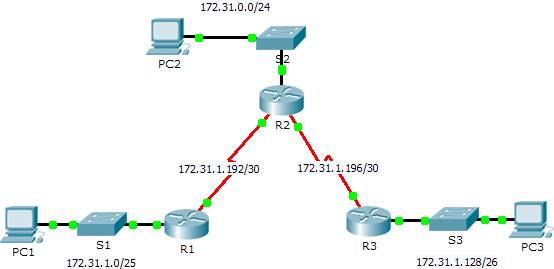 172.31.0.0/24
PC2
S2
R2
172.31.1.192/30
172.31.1.196/30
PC1
S1
R1
R3
S3
PC3
172.31.1.0/25
172.31.1.128/26